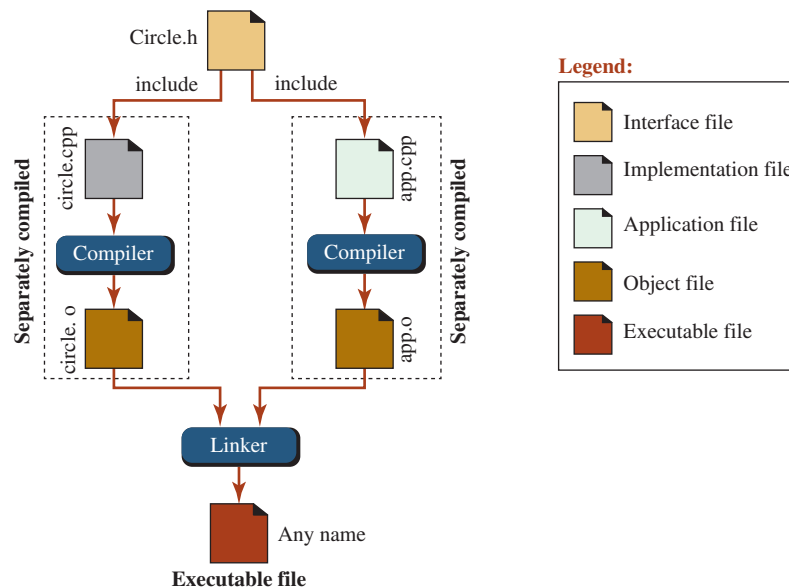 Circle.h
include
include
Legend:
Interface file
Implementation file
Application file
Object file
Executable file
Separately compiled
circle.cpp
Compiler
circle. o
app.cpp
Compiler
app.o
Separately compiled
Linker
Any name
Executable file